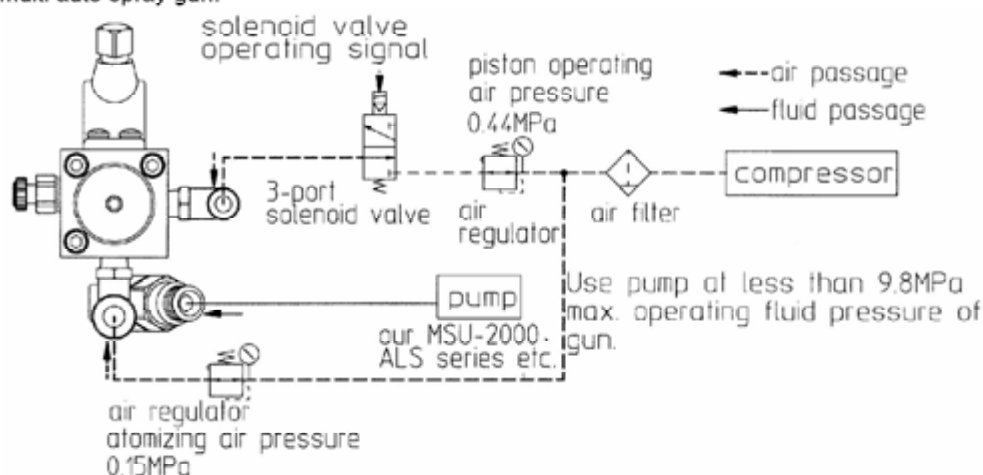 auto spray gun
solenoid valve
operating signal
piston operating
air pressure
0.44MPa
air passage
fluid passage
3-port
solenoid valve
air
regulator
air filter
compressor
pump
our MSU-2000.
ALS series etc.
Use pump at less than 9.8MPa
max. operating fluid pressure of
gun.
air regulator
atomizing air pressure
0.15MPa